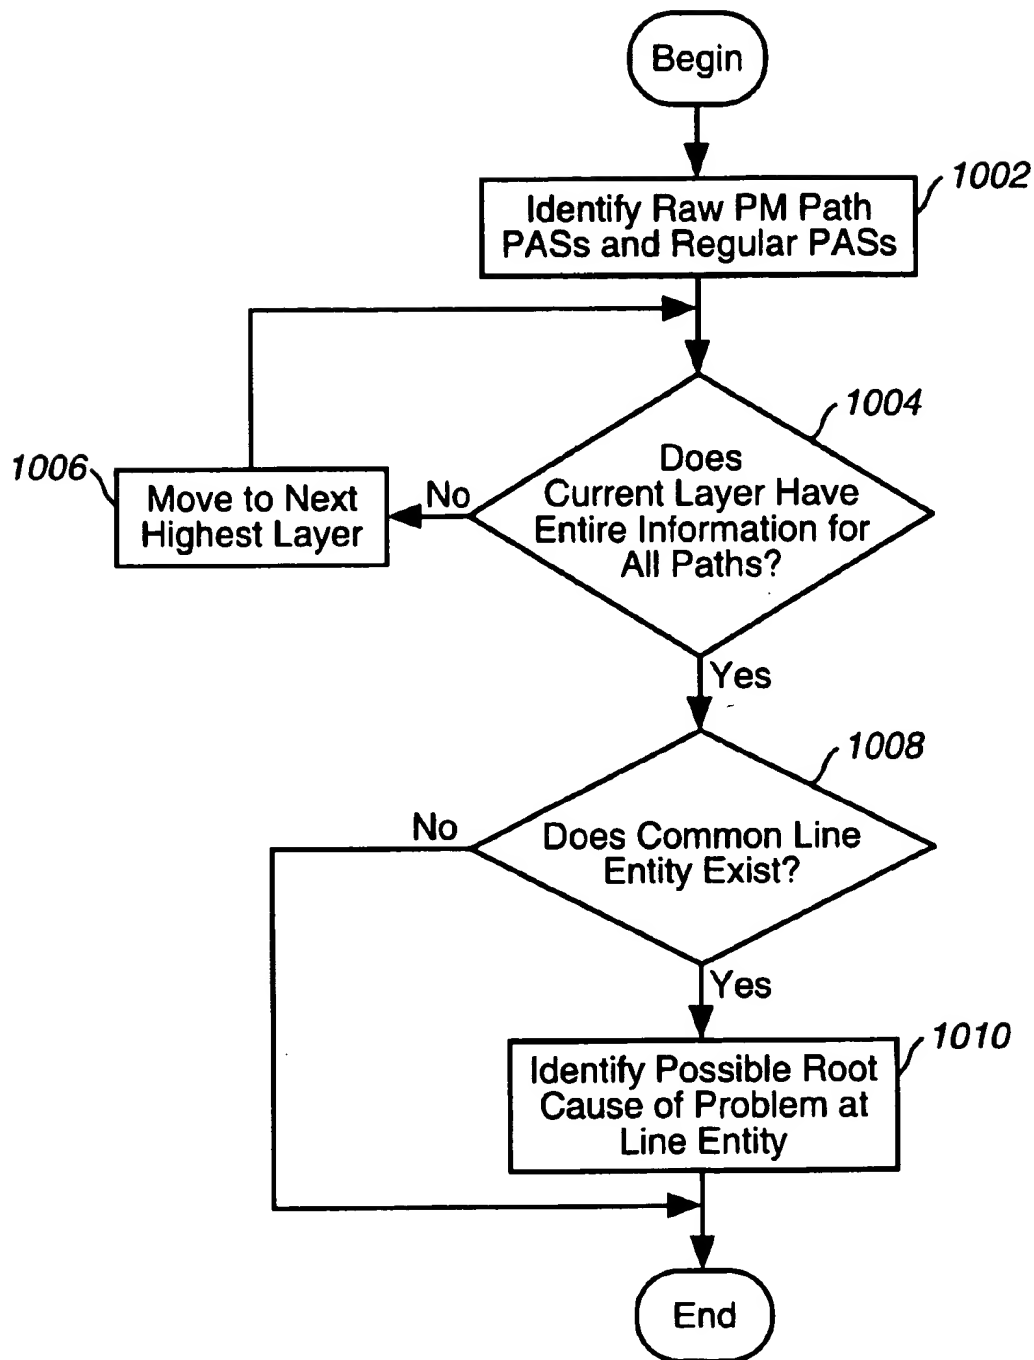 Begin
1002
Identify Raw PM Path
PASs and Regular PASs
1004
Does
Current Layer Have
Entire Information for
All Paths?
No
1006
Move to Next
Highest Layer
Yes
1008
Does Common Line
Entity Exist?
No
Yes
1010
Identify Possible Root
Cause of Problem at
Line Entity
End